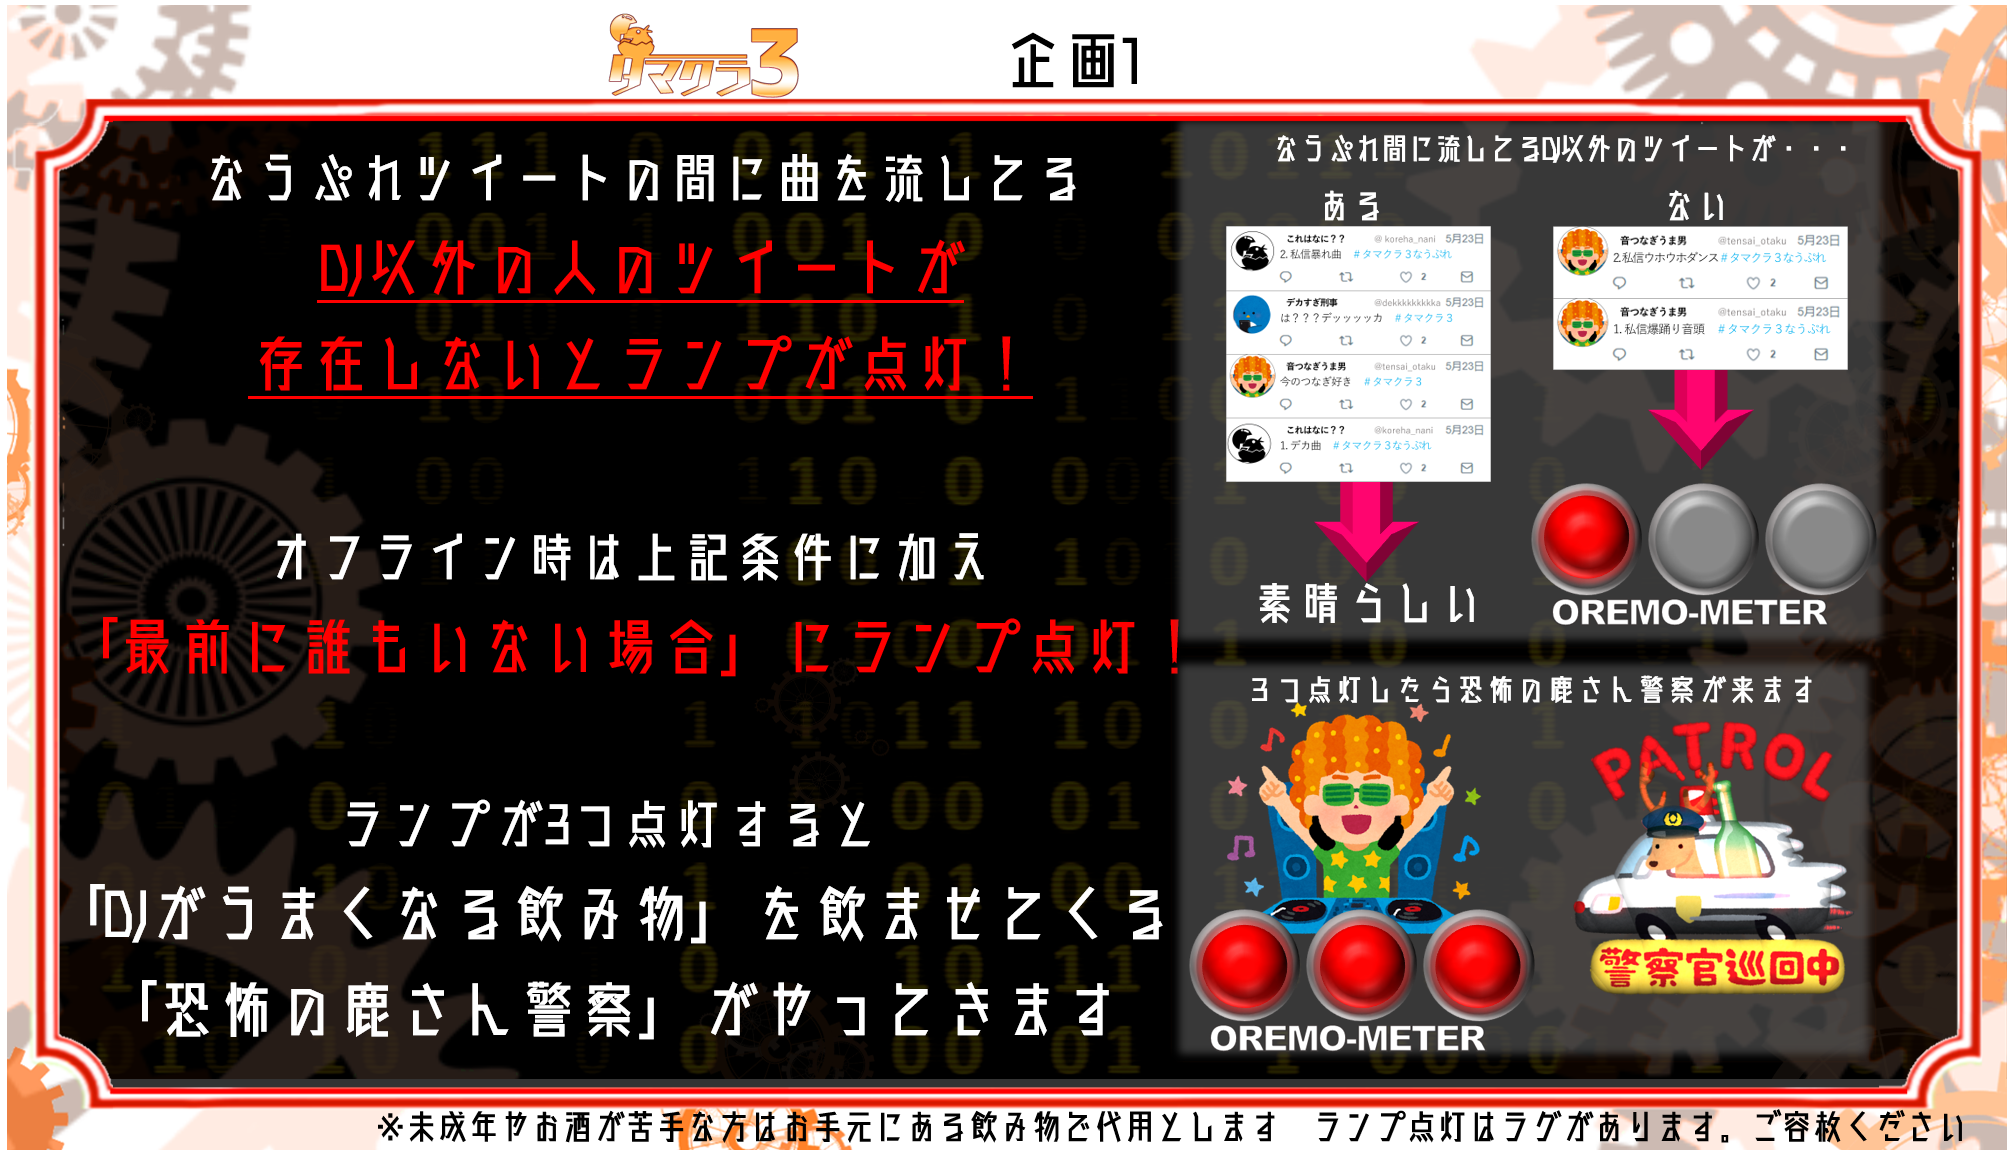 タマクラ3
企画1
なうぷれツイートの間に曲を流してる
DJ以外の人のツイートが
存在しないとランプが点灯！
オフライン時は上記条件に加え
「最前に誰もいない場合」にランプ点灯！
ランプが3つ点灯すると
「DJがうまくなる飲み物」を飲ませてくる
「恐怖の鹿さん警察」がやってきます
なうぷれ間に流してるDJ以外のツイートが・・・
ある
これはなに？？ @koreha_nani 5月23日
2.私信暴れ曲 #タマクラ3なうぷれ
2
デカすぎ刑事 @dekkkkkkkkka 5月23日
は？？？デッッッッカ #タマクラ3
2
音つなぎうま男 @tensai_otaku 5月23日
今のつなぎ好き #タマクラ3
2
これはなに？？ @koreha_nani 5月23日
1.デカ曲 #タマクラ3なうぷれ
2
素晴らしい
ない
音つなぎうま男 @tensai_otaku 5月23日
2.私信ウホウホダンス#タマクラ3なうぷれ
2
音つなぎうま男 @tensai_otaku 5月23日
1.私信爆踊り音頭 #タマクラ3なうぷれ
2
OREMO-METER
3つ点灯したら恐怖の鹿さん警察が来ます
PATROL
警察官巡回中
OREMO-METER
※未成年やお酒が苦手な方はお手元にある飲み物で代用とします ランプ点灯はラグがあります。ご容赦ください